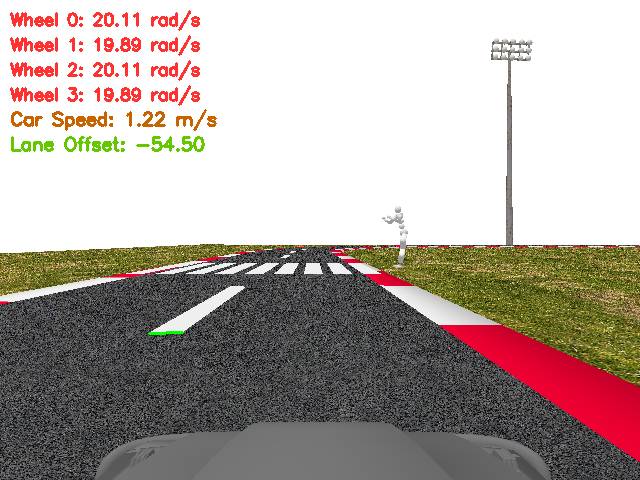 Wheel 0: 20.11 rad/s
Wheel 1: 19.89 rad/s
Wheel 2: 20.11 rad/s
Wheel 3: 19.89 rad/s
Car Speed: 1.22 m/s
Lane Offset: -54.50